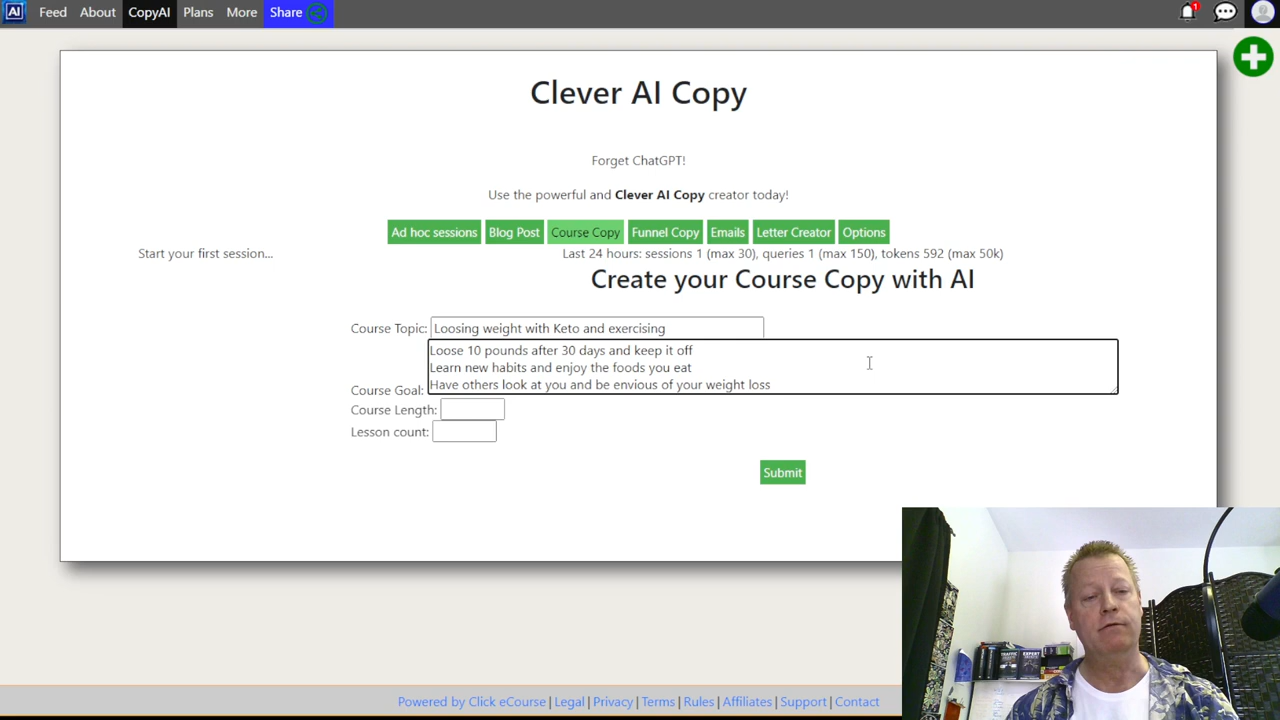 AI Feed About CopyAI Plans More Share 1
Clever AI Copy
Forget ChatGPT!
Use the powerful and Clever AI Copy creator today!
Ad hoc sessions Blog Post Course Copy Funnel Copy Emails Letter Creator Options
Start your first session... Last 24 hours: sessions 1 (max 30), queries 1 (max 150), tokens 592 (max 50k)
Create your Course Copy with AI
Course Topic: Loosing weight with Keto and exercising
Loose 10 pounds after 30 days and keep it off
Learn new habits and enjoy the foods you eat
Course Goal: Have others look at you and be envious of your weight loss
Course Length:
Lesson count:
Submit
TRAFFIC
EXPERT
Powered by Click eCourse | Legal | Privacy | Terms | Rules | Affiliates | Support | Contact